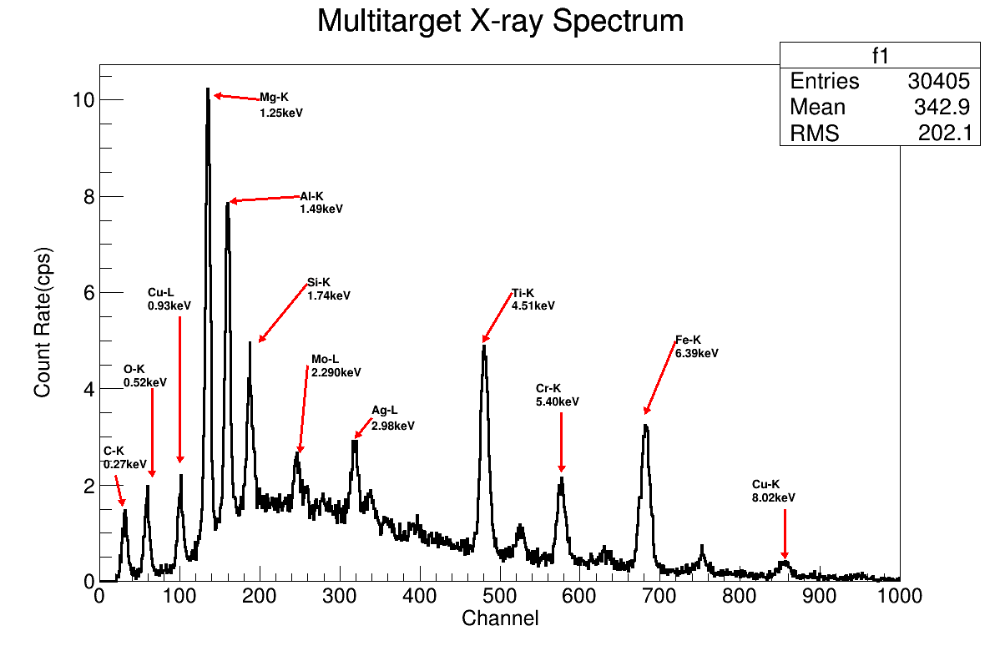 Multitarget X-ray Spectrum
f1
Entries 30405
Mean 342.9
RMS 202.1
Count Rate(cps)
10
8
6
4
2
0
Mg-K
1.25keV
Al-K
1.49keV
Si-K
1.74keV
Cu-L
0.93keV
Ti-K
4.51keV
Fe-K
6.39keV
Mo-L
2.290keV
O-K
0.52keV
Cr-K
5.40keV
Ag-L
2.98keV
C-K
0.27keV
Cu-K
8.02keV
0 100 200 300 400 500 600 700 800 900 1000
Channel